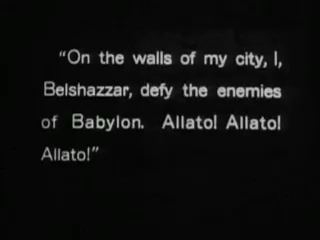 "On the walls of my city, I,
Belshazzar, defy the enemies
of Babylon. Allato! Allato!
Allato!"